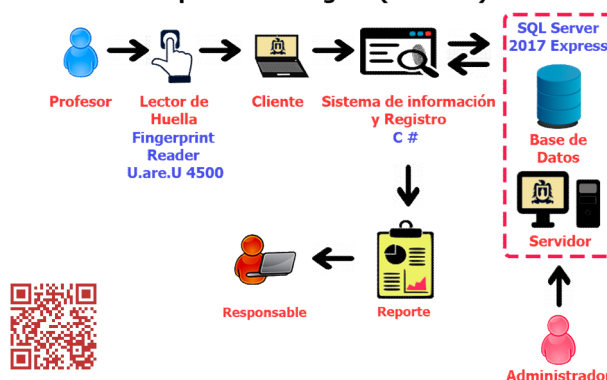 SQL Server
2017 Express
Profesor
Lector de
Huella
Fingerprint
Reader
U.are.U 4500
Cliente
Sistema de información
y Registro
C #
Base de
Datos
Servidor
Responsable
Reporte
Administrador